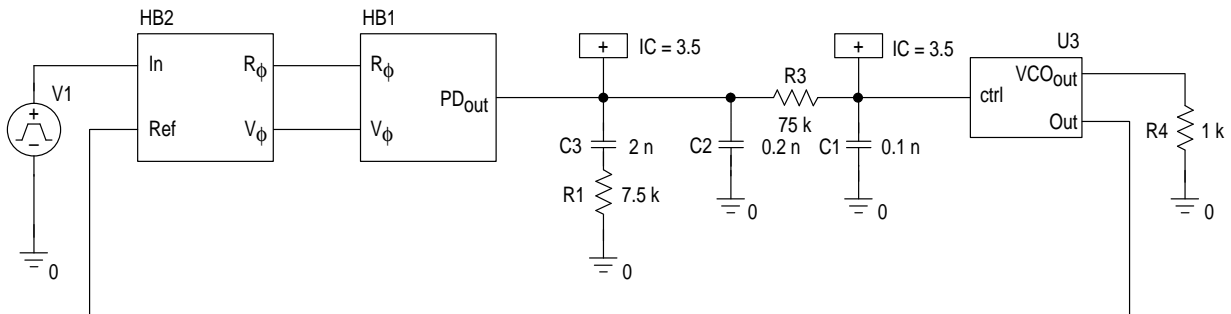 HB2
HB1
+
IC = 3.5
+
IC = 3.5
U3
V1
+
−
In
Ref
Rϕ
Vϕ
Rϕ
Vϕ
PDout
R3
75 k
ctrl
VCOout
Out
R4
1 k
C3
2 n
C2
0.2 n
C1
0.1 n
R1
7.5 k
0
0
0
0
0